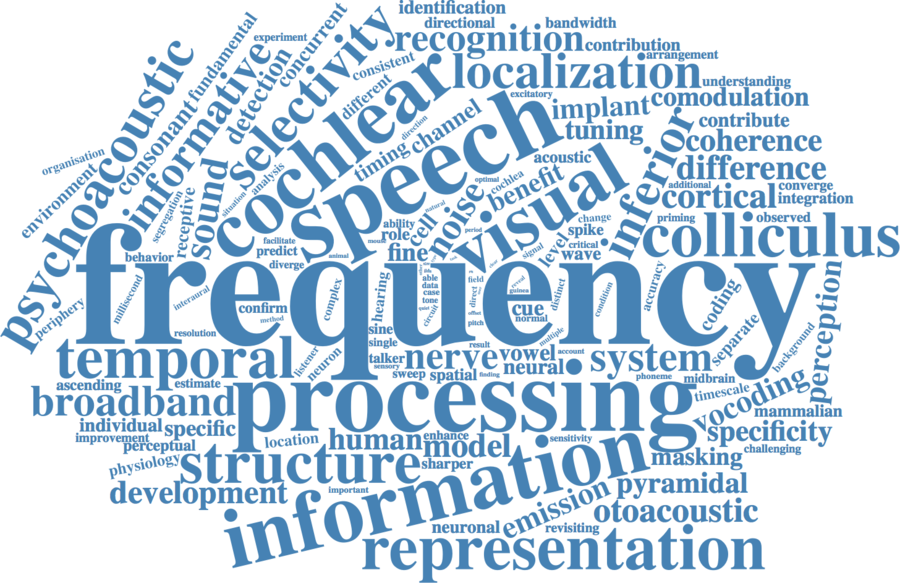 identification
directional
bandwidth
experiment
fundamental
concurrent
recognition
contribution
arrangement
consistent
localization
understanding
psychoacoustic
consonant
informative
detection
selectivity
different
cochlear
speech
excitatory
implant
comodulation
direction
channel
timing
tuning
contribute
coherence
organisation
environment
analysis
situation
acoustic
difference
optimal
cochlea
benefit
inferior
additional
cortical
converge
integration
segregation
receptive
sound
natural
noise
visual
ability
role
cell
period
change
spike
priming
observed
colliculus
facilitate
predict
diverge
mouse
animal
fine
signal
level
critical
wave
behavior
frequency
periphery
millisecond
interaural
confirm
method
complex
hearing
able
data
case
tone
quiet
circuit
field
direct
offset
pitch
reveal
guinea
cue
normal
distinct
condition
accuracy
coding
perception
resolution
sine
single
result
multiple
separate
background
temporal
listener
neuron
talker
sensory
nerve
vowel
account
neural
system
sweep
spatial
finding
phoneme
midbrain
ascending
estimate
broadband
processing
timescale
vocoding
mammalian
individual
specific
improvement
perceptual
location
human
enhance
model
sensitivity
specificity
challenging
physiology
structure
sharper
information
masking
development
important
pyramidal
emission
otoacoustic
neuronal
revisiting
representation